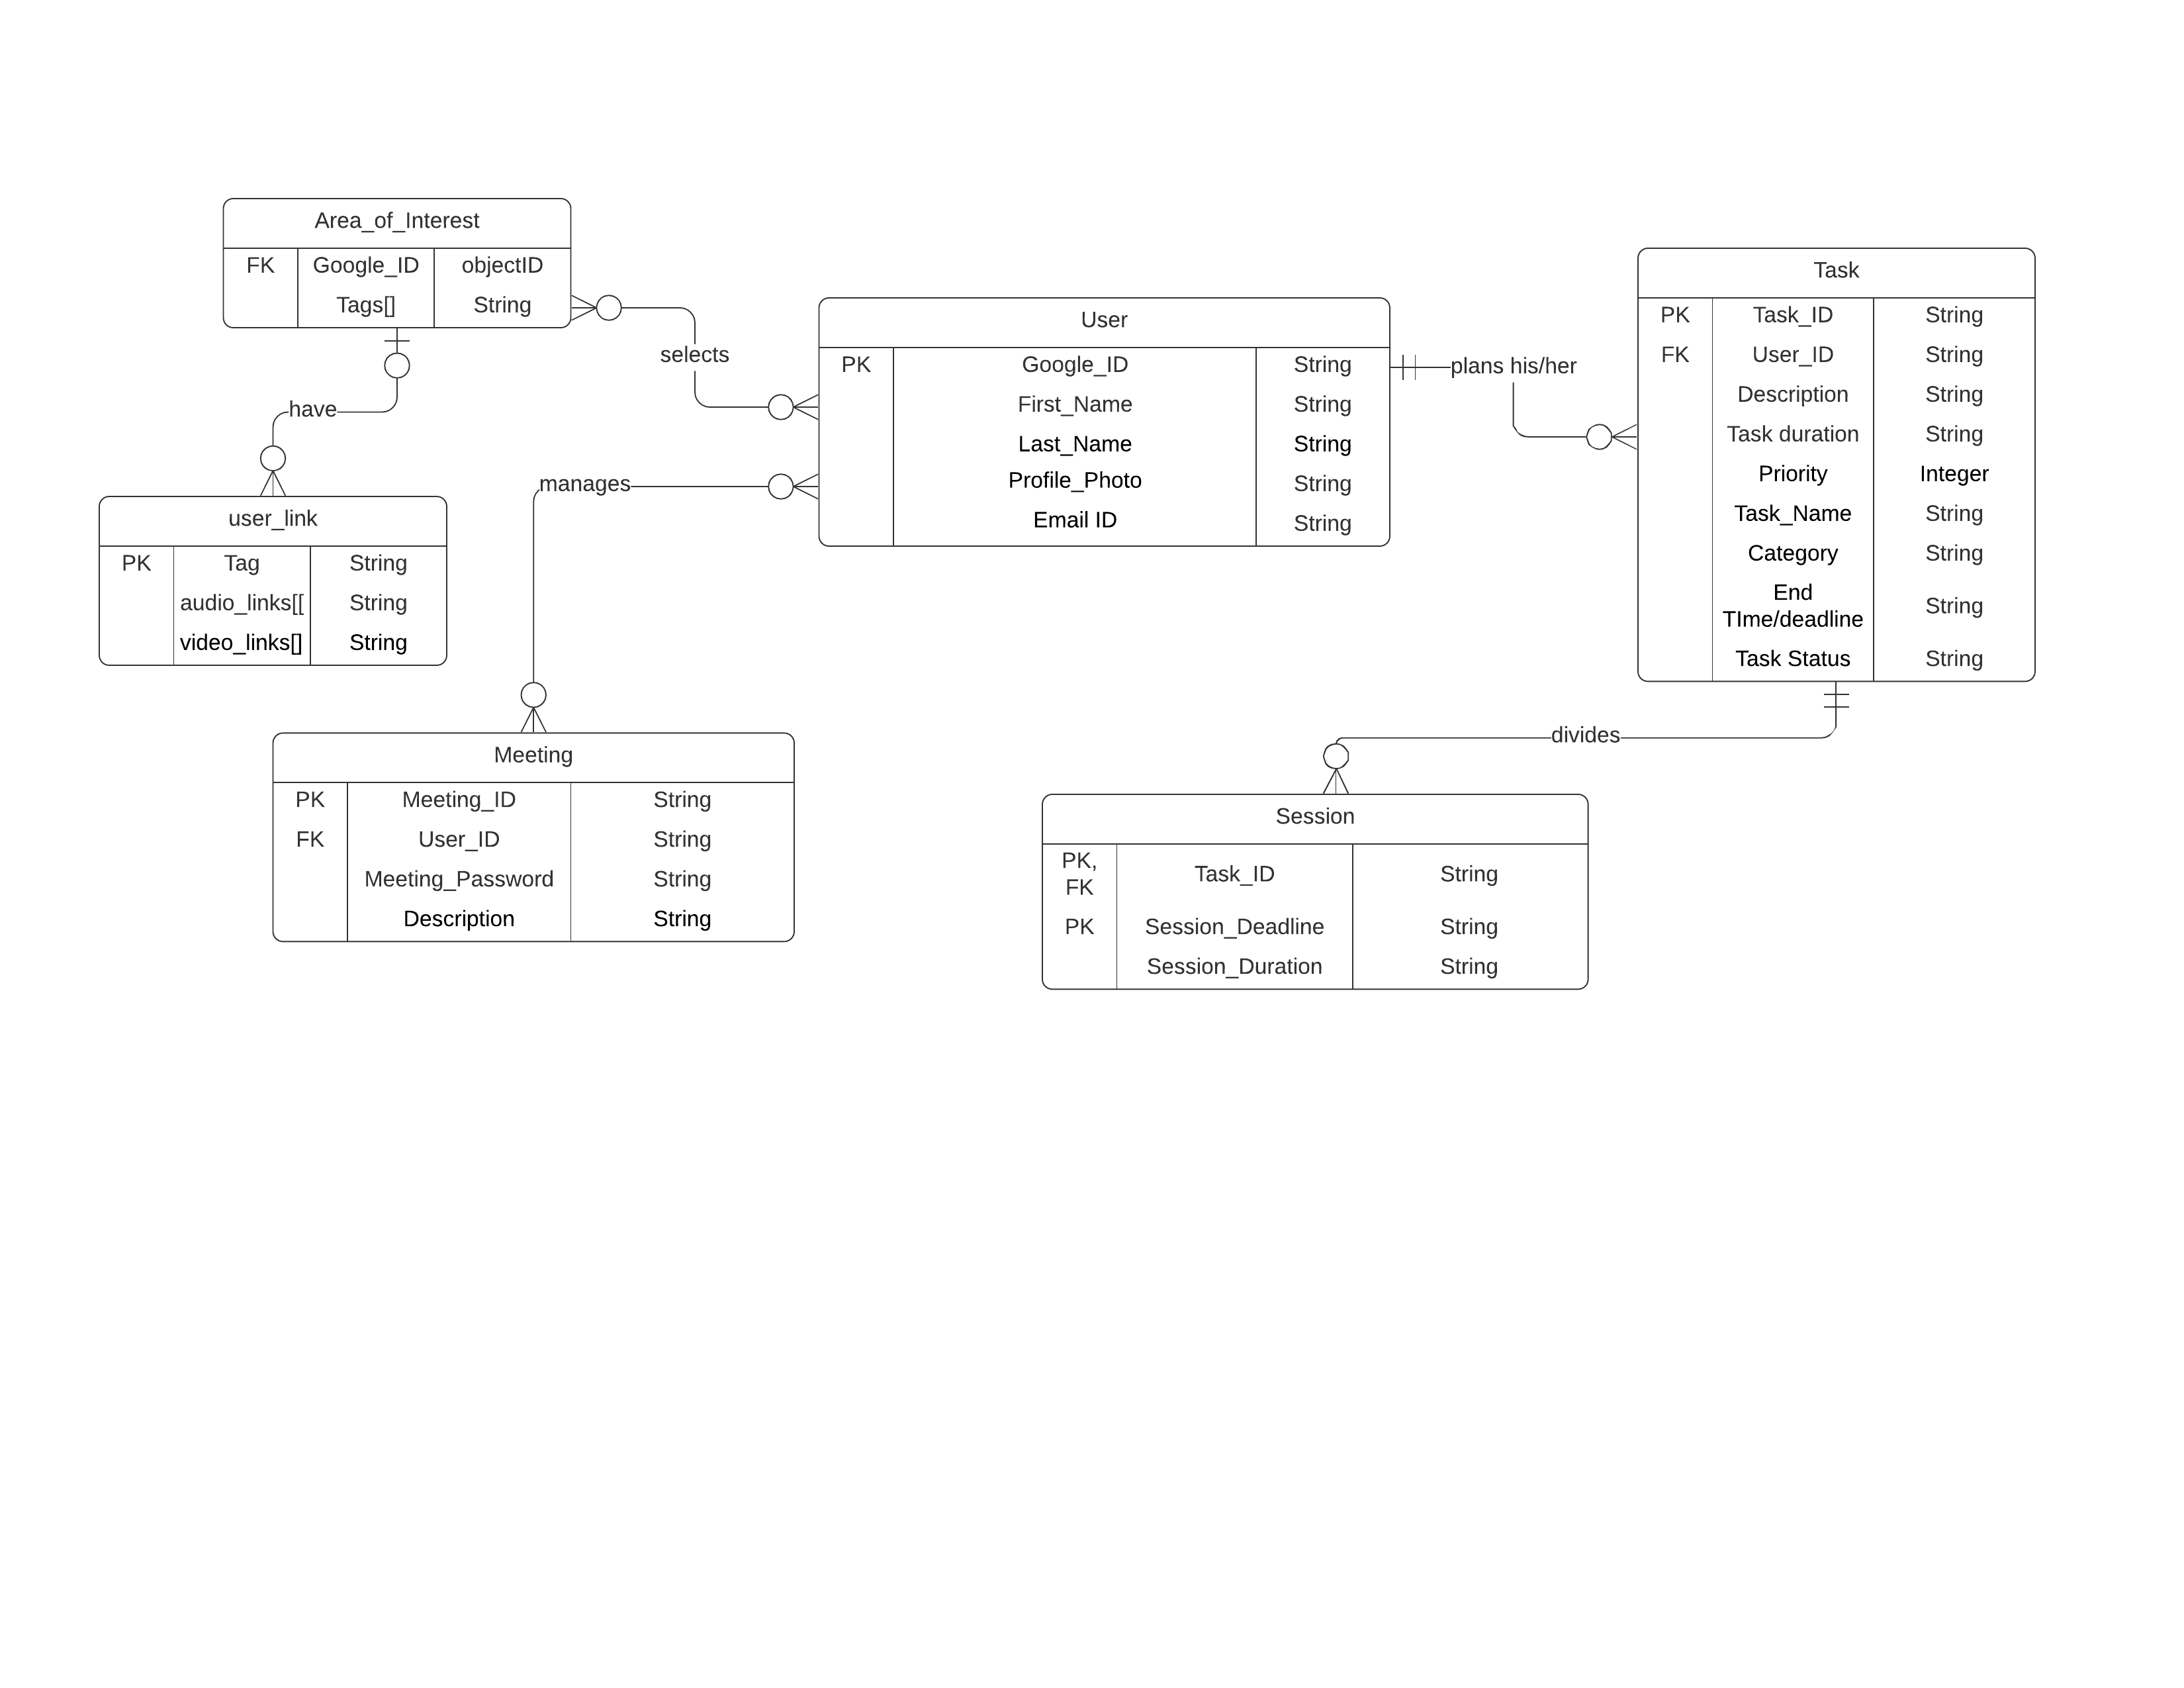 Area_of_Interest
FK Google_ID objectID
Tags[] String
selects
have
user_link
PK Tag String
audio_links[[ String
video_links[] String
User
PK Google_ID String
First_Name String
Last_Name String
Profile_Photo String
Email ID String
manages
Meeting
PK Meeting_ID String
FK User_ID String
Meeting_Password String
Description String
plans his/her
Task
PK Task_ID String
FK User_ID String
Description String
Task duration String
Priority Integer
Task_Name String
Category String
End
TIme/deadline String
Task Status String
divides
Session
PK,
FK Task_ID String
PK Session_Deadline String
Session_Duration String